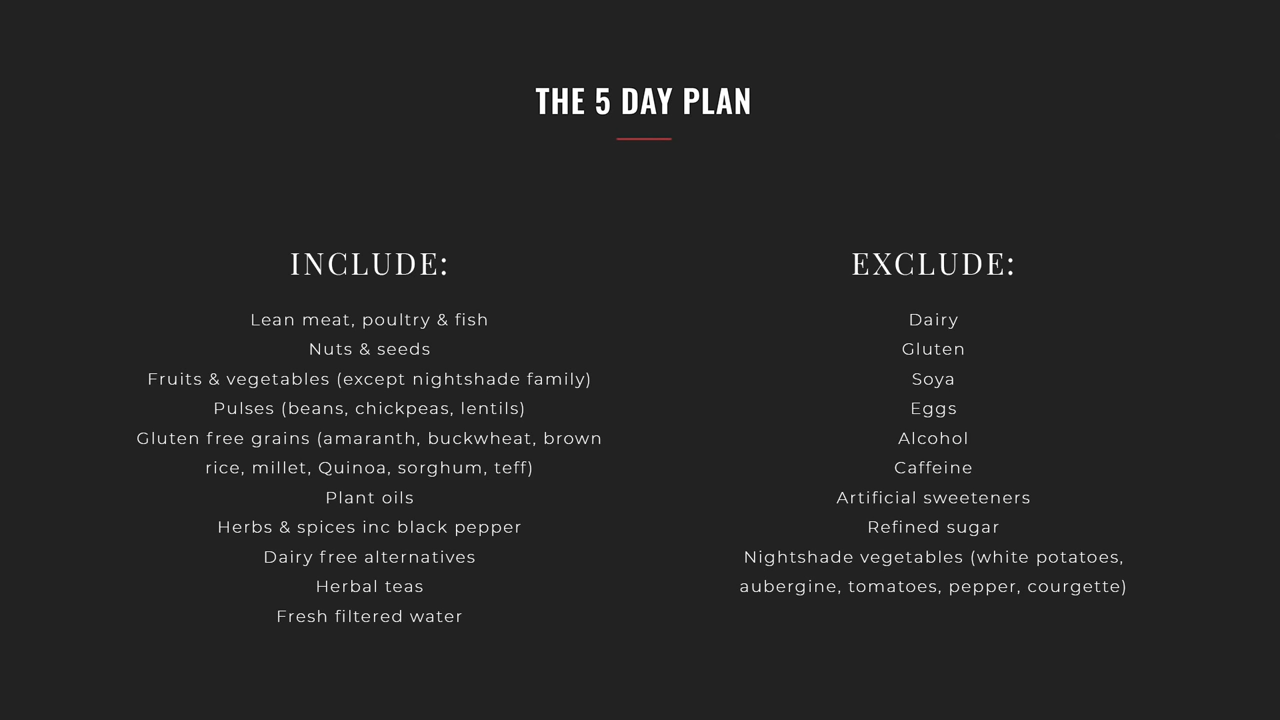 THE 5 DAY PLAN
INCLUDE:
Lean meat, poultry & fish
Nuts & seeds
Fruits & vegetables (except nightshade family)
Pulses (beans, chickpeas, lentils)
Gluten free grains (amaranth, buckwheat, brown
rice, millet, Quinoa, sorghum, teff)
Plant oils
Herbs & spices inc black pepper
Dairy free alternatives
Herbal teas
Fresh filtered water
EXCLUDE:
Dairy
Gluten
Soya
Eggs
Alcohol
Caffeine
Artificial sweeteners
Refined sugar
Nightshade vegetables (white potatoes,
aubergine, tomatoes, pepper, courgette)